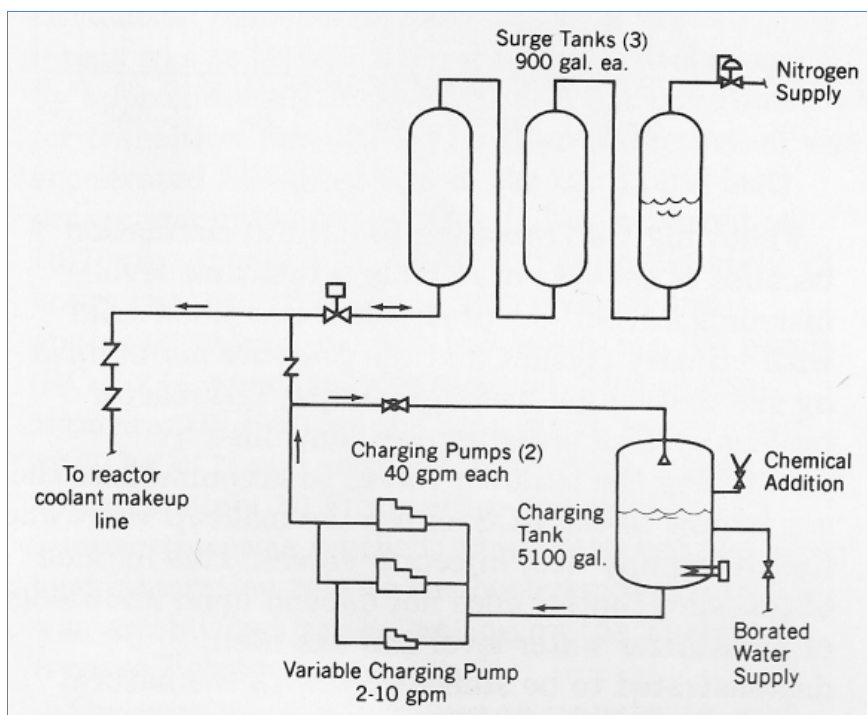 Surge Tanks (3)
900 gal. ea.
Nitrogen
Supply
To reactor
coolant makeup
line
Charging Pumps (2)
40 gpm each
Charging
Tank
5100 gal.
Chemical
Addition
Variable Charging Pump
2-10 gpm
Borated
Water
Supply